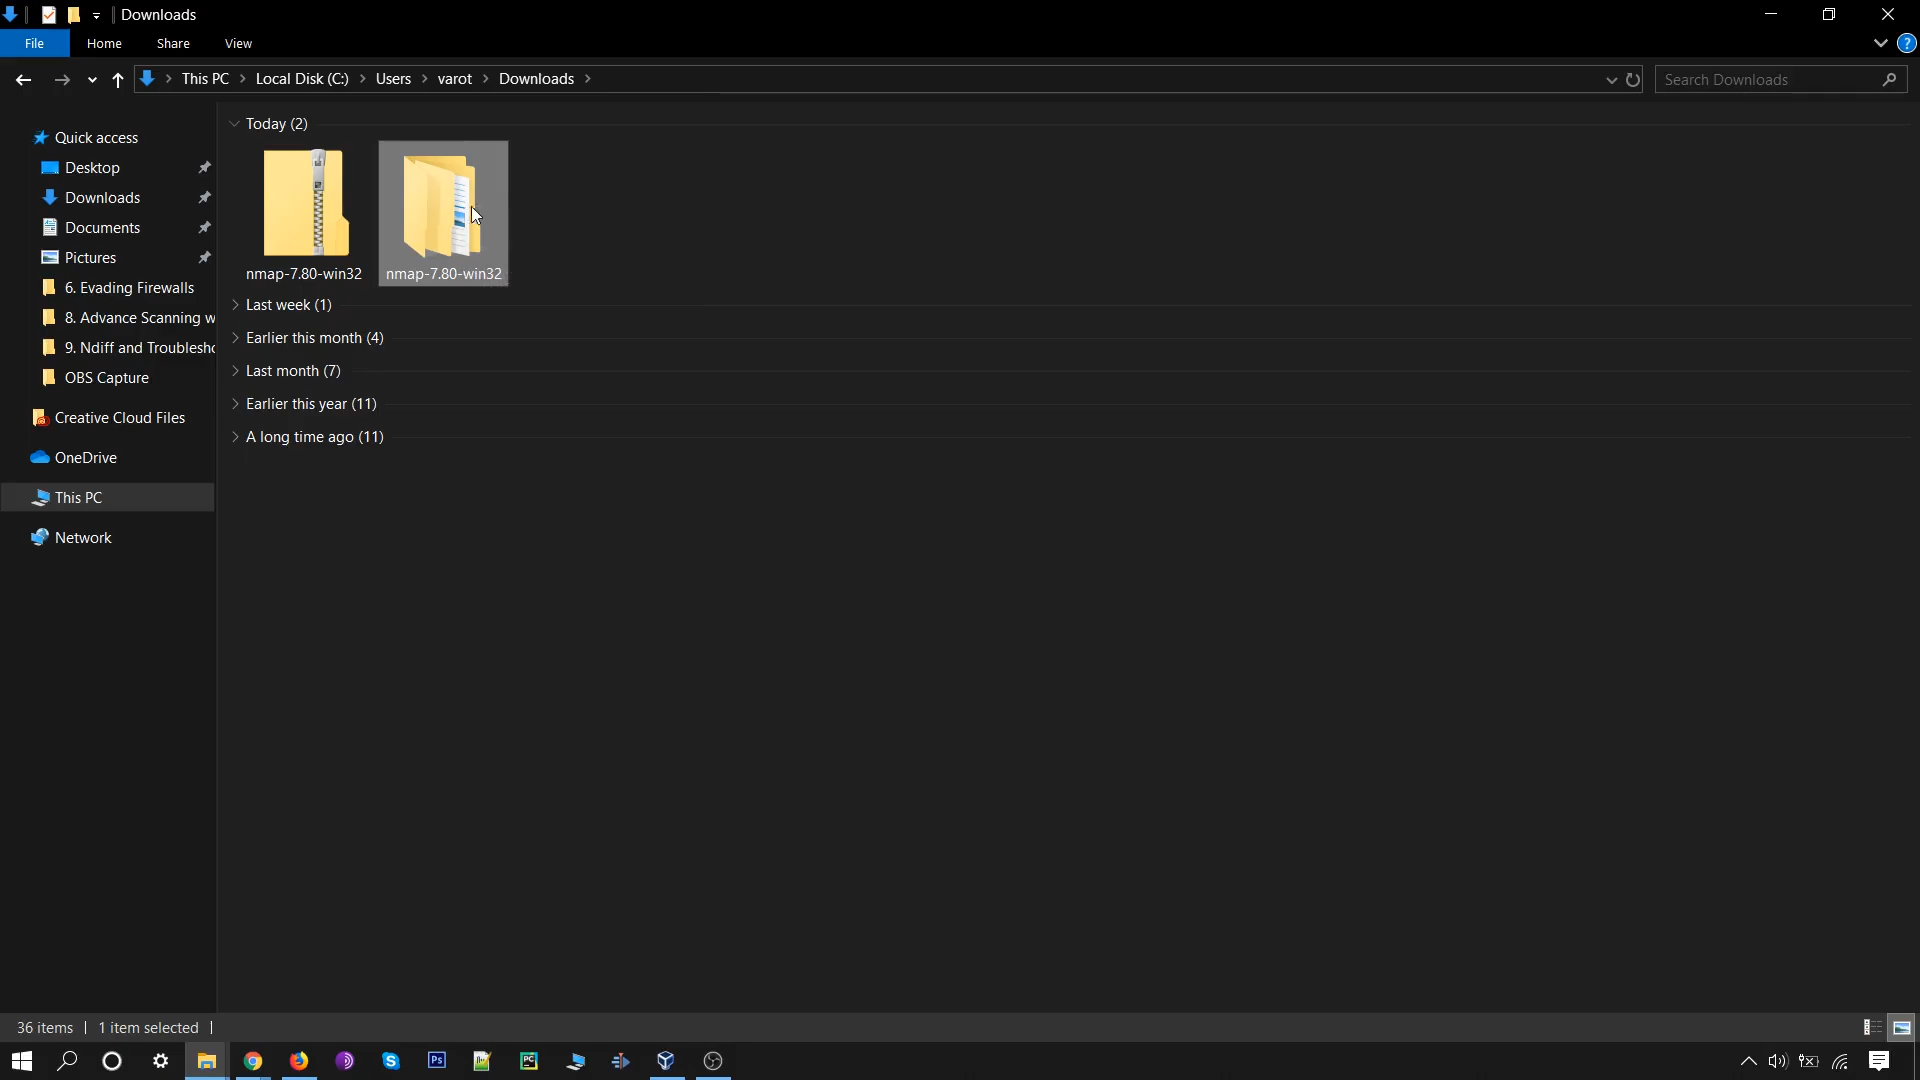 Downloads
File Home Share View
This PC Local Disk (C:) Users varot Downloads
Search Downloads
Quick access
Desktop
Downloads
Documents
Pictures
6. Evading Firewalls
8. Advance Scanning w
9. Ndiff and Troublesho
OBS Capture
Creative Cloud Files
OneDrive
This PC
Network
Today (2)
nmap-7.80-win32 nmap-7.80-win32
Last week (1)
Earlier this month (4)
Last month (7)
Earlier this year (11)
A long time ago (11)
36 items 1 item selected
Ps S PC